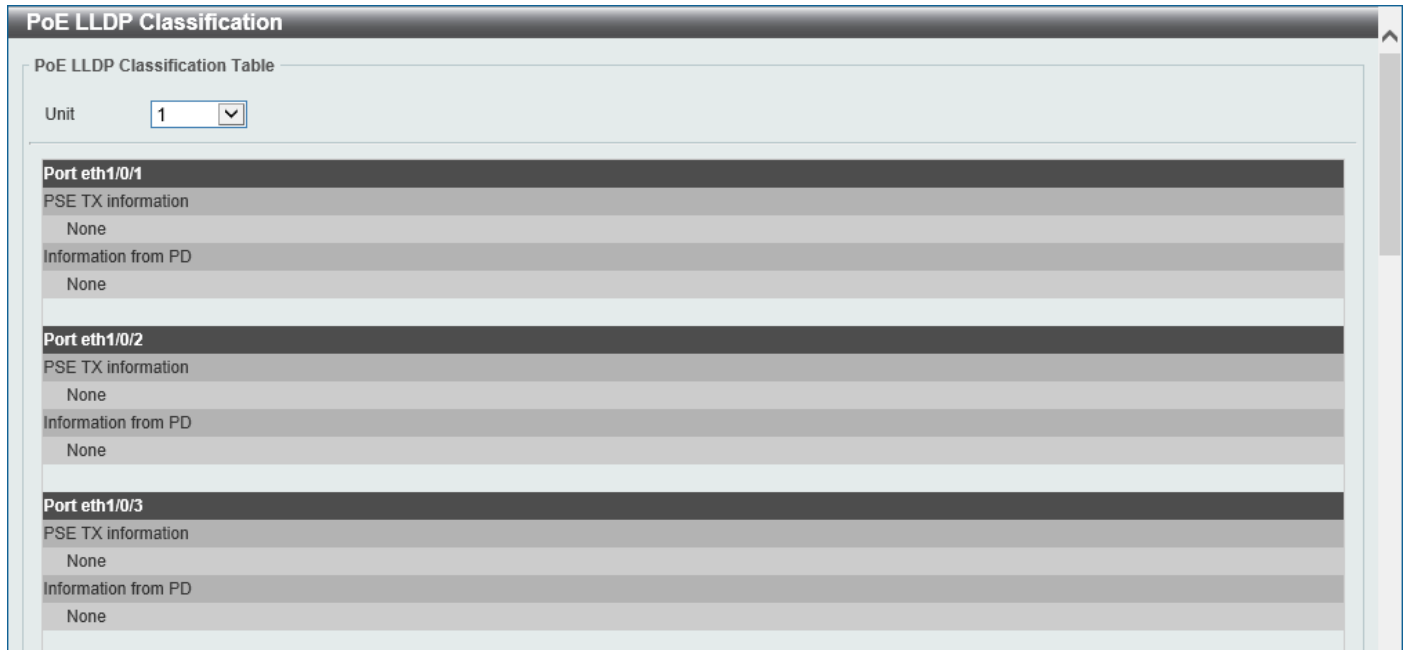 PoE LLDP Classification
PoE LLDP Classification Table
Unit 1
Port eth1/0/1
PSE TX information
None
Information from PD
None
Port eth1/0/2
PSE TX information
None
Information from PD
None
Port eth1/0/3
PSE TX information
None
Information from PD
None